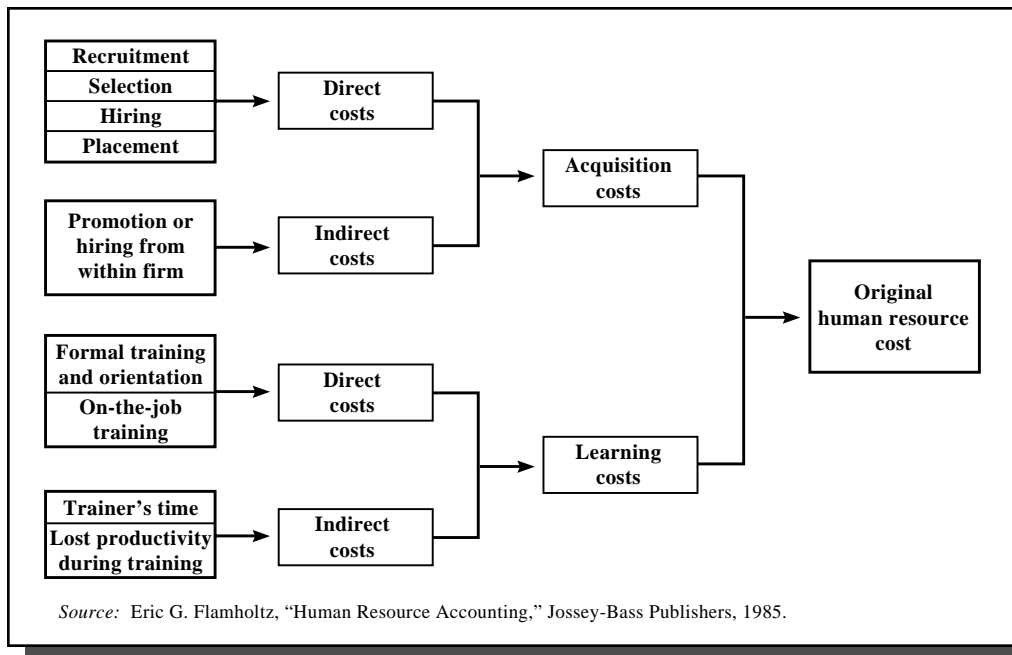 Recruitment
Selection
Hiring
Placement
Direct
costs
Promotion or
hiring from
within firm
Indirect
costs
Acquisition
costs
Formal training
and orientation
On-the-job
training
Direct
costs
Trainer's time
Lost productivity
during training
Indirect
costs
Learning
costs
Original
human resource
cost
Source: Eric G. Flamholtz, “Human Resource Accounting,” Jossey-Bass Publishers, 1985.